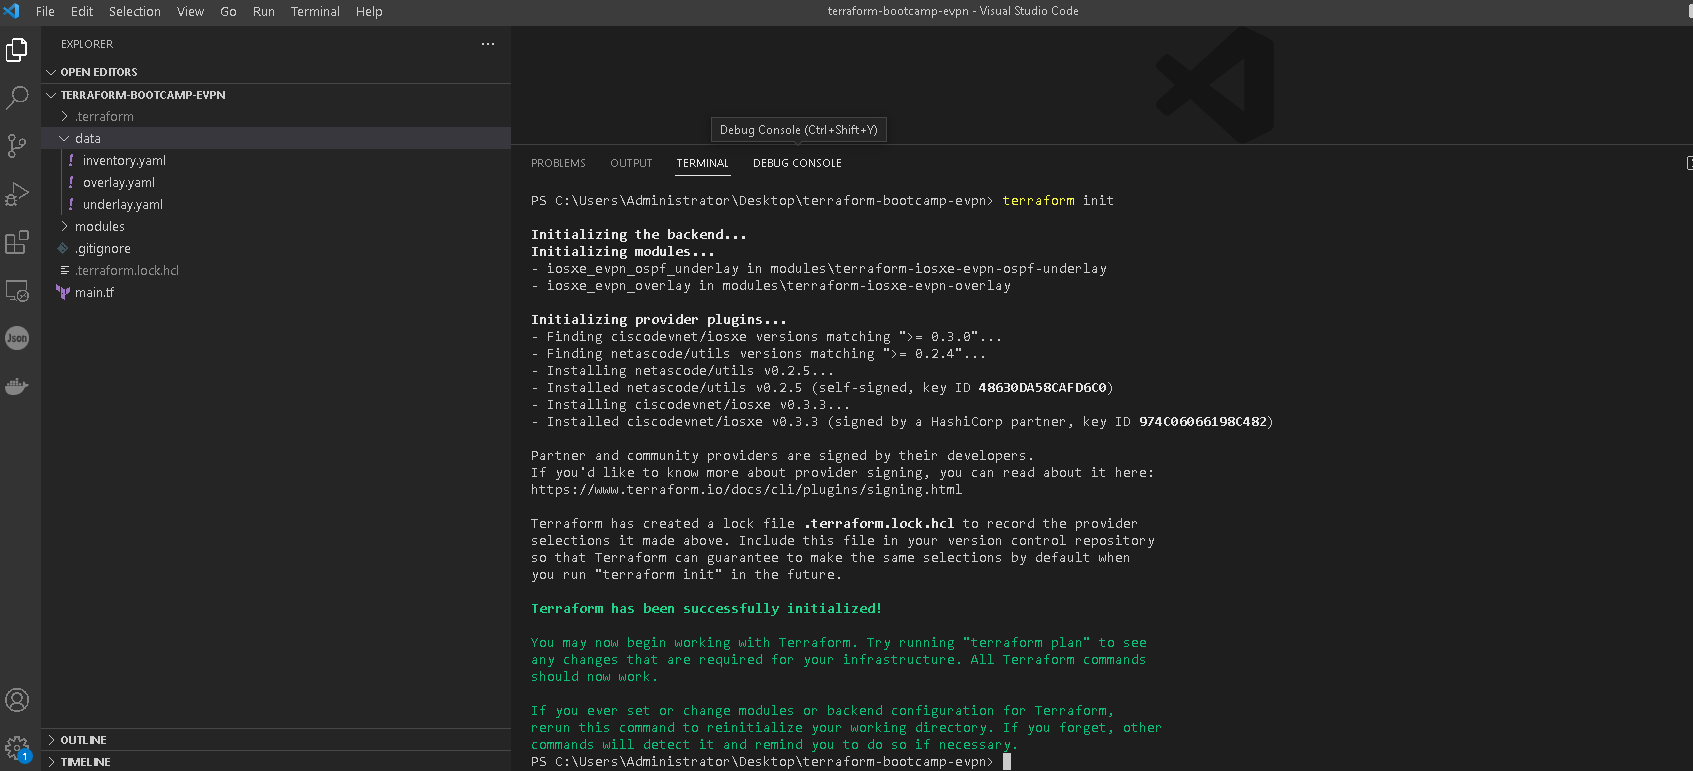 File Edit Selection View Go Run Terminal Help
terraform-bootcamp-evpn - Visual Studio Code
EXPLORER
OPEN EDITORS
TERRAFORM-BOOTCAMP-EVPN
.terraform
data
inventory.yaml
overlay.yaml
underlay.yaml
modules
.gitignore
.terraform.lock.hcl
main.tf
Json
1
OUTLINE
TIMELINE
Debug Console (Ctrl+Shift+Y)
PROBLEMS OUTPUT TERMINAL DEBUG CONSOLE
PS C:\Users\Administrator\Desktop\terraform-bootcamp-evpn> terraform init
Initializing the backend...
Initializing modules...
- iosxe_evpn_ospf_underlay in modules\terraform-iosxe-evpn-ospf-underlay
- iosxe_evpn_overlay in modules\terraform-iosxe-evpn-overlay
Initializing provider plugins...
- Finding ciscodevnet/iosxe versions matching ">= 0.3.0"...
- Finding netascode/utils versions matching ">= 0.2.4"...
- Installing netascode/utils v0.2.5...
- Installed netascode/utils v0.2.5 (self-signed, key ID 48630DA58CAFD6C0)
- Installing ciscodevnet/iosxe v0.3.3...
- Installed ciscodevnet/iosxe v0.3.3 (signed by a HashiCorp partner, key ID 974C06066198C482)
Partner and community providers are signed by their developers.
If you'd like to know more about provider signing, you can read about it here:
https://www.terraform.io/docs/cli/plugins/signing.html
Terraform has created a lock file .terraform.lock.hcl to record the provider
selections it made above. Include this file in your version control repository
so that Terraform can guarantee to make the same selections by default when
you run "terraform init" in the future.
Terraform has been successfully initialized!
You may now begin working with Terraform. Try running "terraform plan" to see
any changes that are required for your infrastructure. All Terraform commands
should now work.
If you ever set or change modules or backend configuration for Terraform,
rerun this command to reinitialize your working directory. If you forget, other
commands will detect it and remind you to do so if necessary.
PS C:\Users\Administrator\Desktop\terraform-bootcamp-evpn>